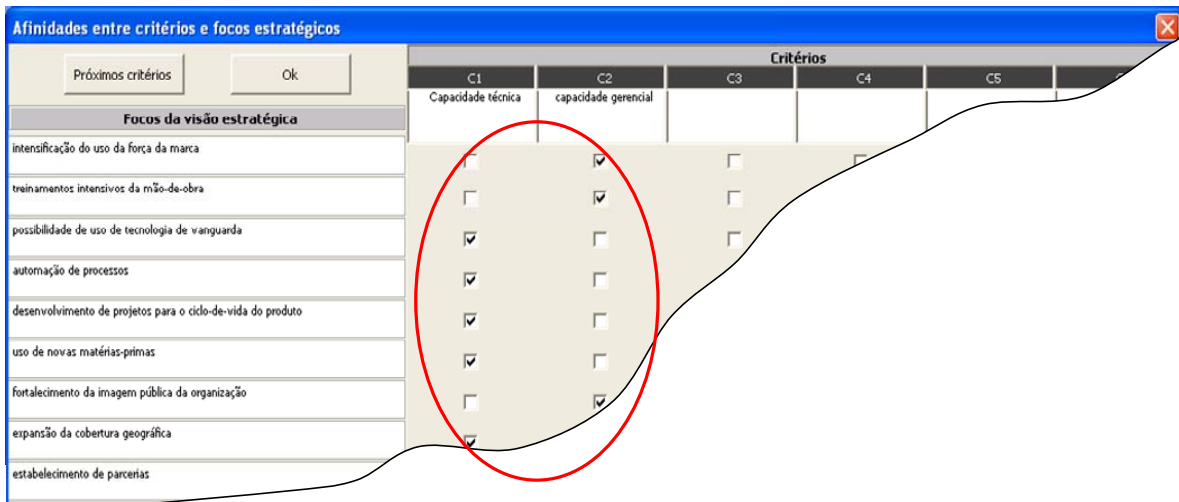 Afinidades entre critérios e focos estratégicos
Próximos critérios
Ok
Critérios
C1
C2
C3
C4
C5
Capacidade técnica
capacidade gerencial
Focos da visão estratégica
intensificação do uso da força da marca
treinamentos intensivos da mão-de-obra
possibilidade de uso de tecnologia de vanguarda
automação de processos
desenvolvimento de projetos para o ciclo-de-vida do produto
uso de novas matérias-primas
fortalecimento da imagem pública da organização
expansão da cobertura geográfica
estabelecimento de parcerias